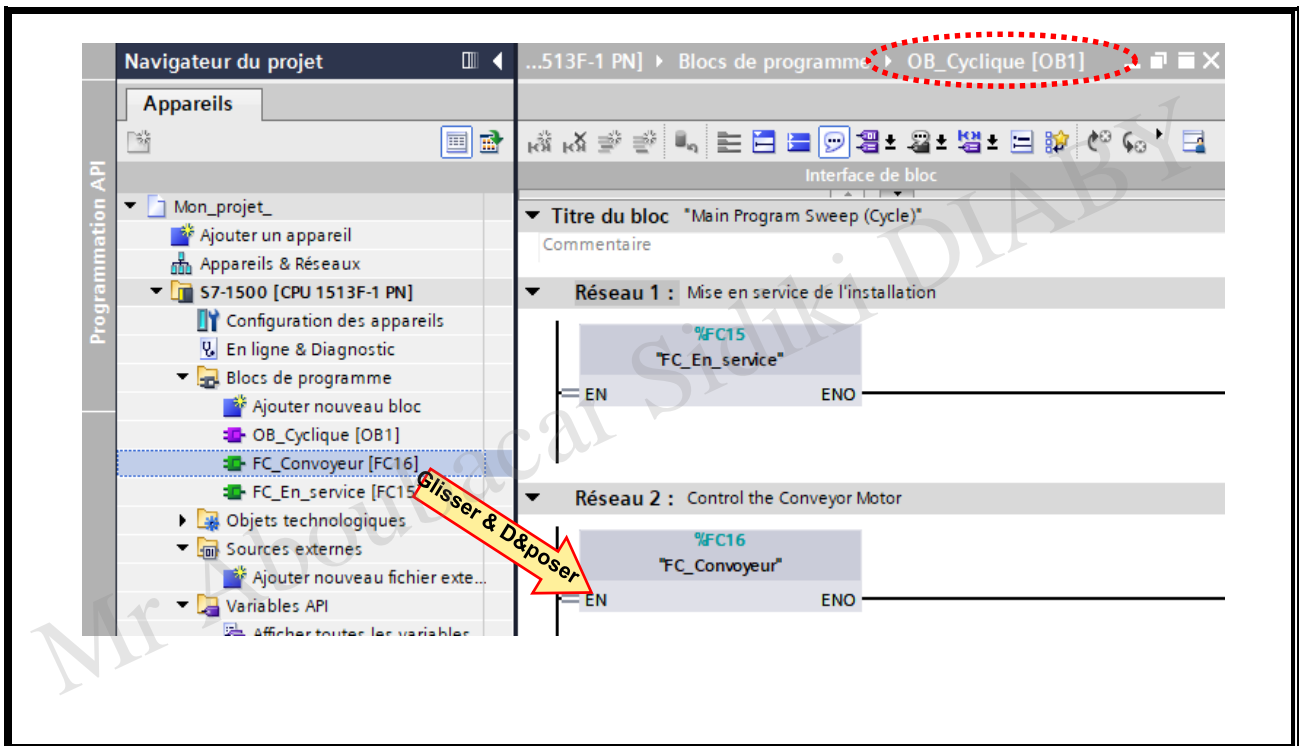 Navigateur du projet
...513F-1 PN] Blocs de programme OB_Cyclique [OB1]
Appareils
Interface de bloc
Programmation API
Mon_projet_
Ajouter un appareil
Appareils & Réseaux
S7-1500 [CPU 1513F-1 PN]
Configuration des appareils
En ligne & Diagnostic
Blocs de programme
Ajouter nouveau bloc
OB_Cyclique [OB1]
FC_Convoyeur [FC16]
FC_En_service [FC15
Objets technologiques
Sources externes
Ajouter nouveau fichier exte...
Variables API
Afficher toutes les variables
Titre du bloc "Main Program Sweep (Cycle)"
Commentaire
Réseau 1 : Mise en service de l'installation
%FC15
"FC_En_service"
EN ENO
Réseau 2 : Control the Conveyor Motor
%FC16
"FC_Convoyeur"
EN ENO
Glisser & D&poser
Mr Aboubacar Sidiki DIABY